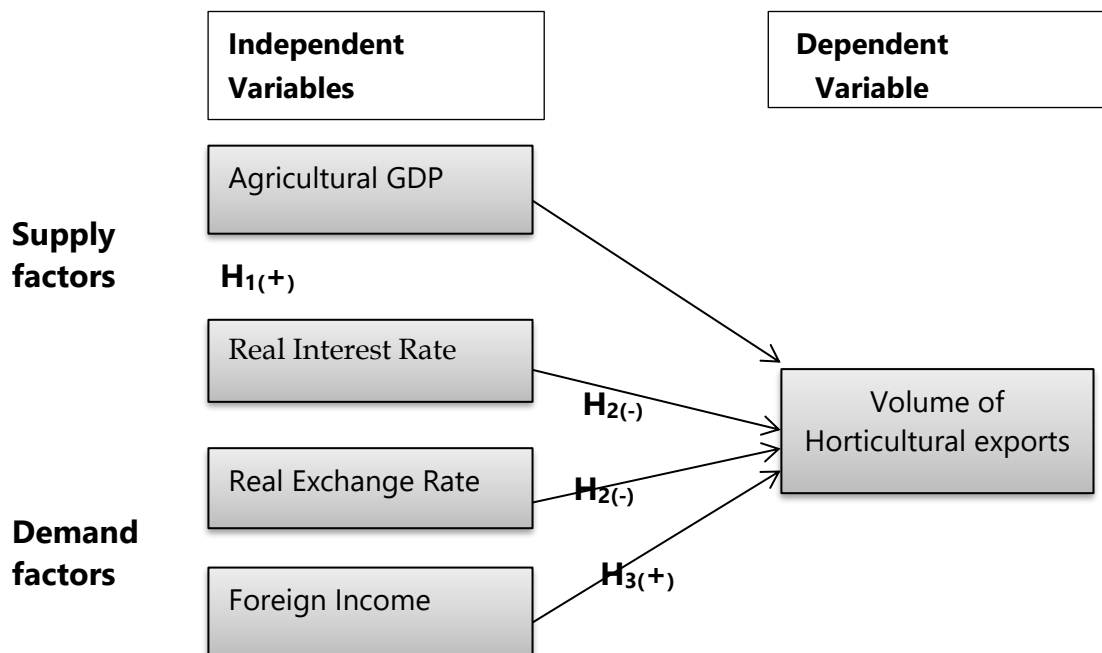 Independent
Variables
Dependent
Variable
Supply
factors
Agricultural GDP
H1(+)
Real Interest Rate
H2(-)
Volume of
Horticultural exports
Demand
factors
Real Exchange Rate
H2(-)
Foreign Income
H3(+)